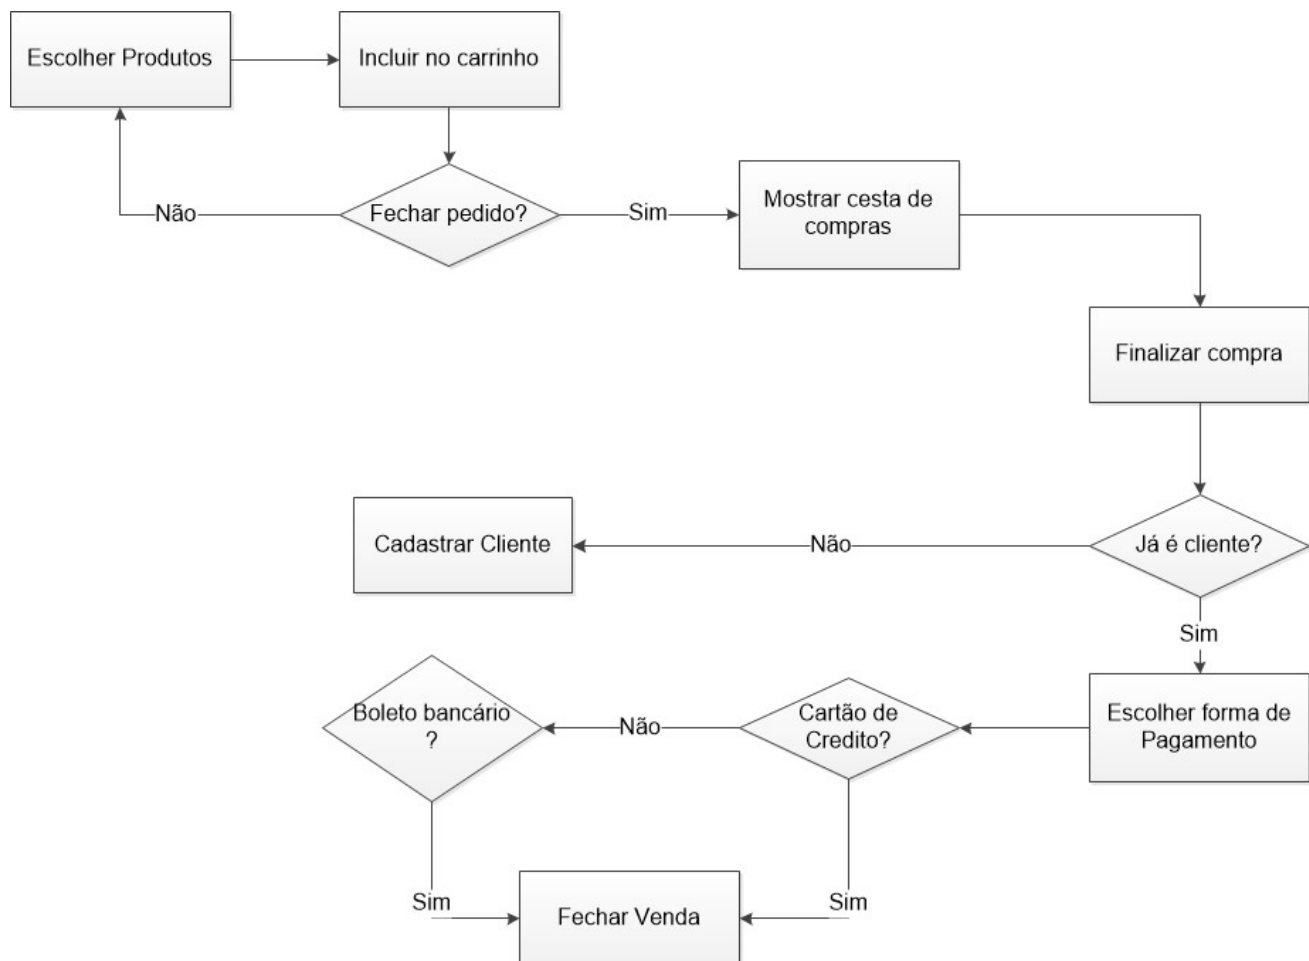 Escolher Produtos
Incluir no carrinho
Fechar pedido?
Não
Sim
Mostrar cesta de
compras
Finalizar compra
Já é cliente?
Não
Cadastrar Cliente
Sim
Escolher forma de
Pagamento
Cartão de
Credito?
Não
Boleto bancário
?
Sim
Sim
Fechar Venda